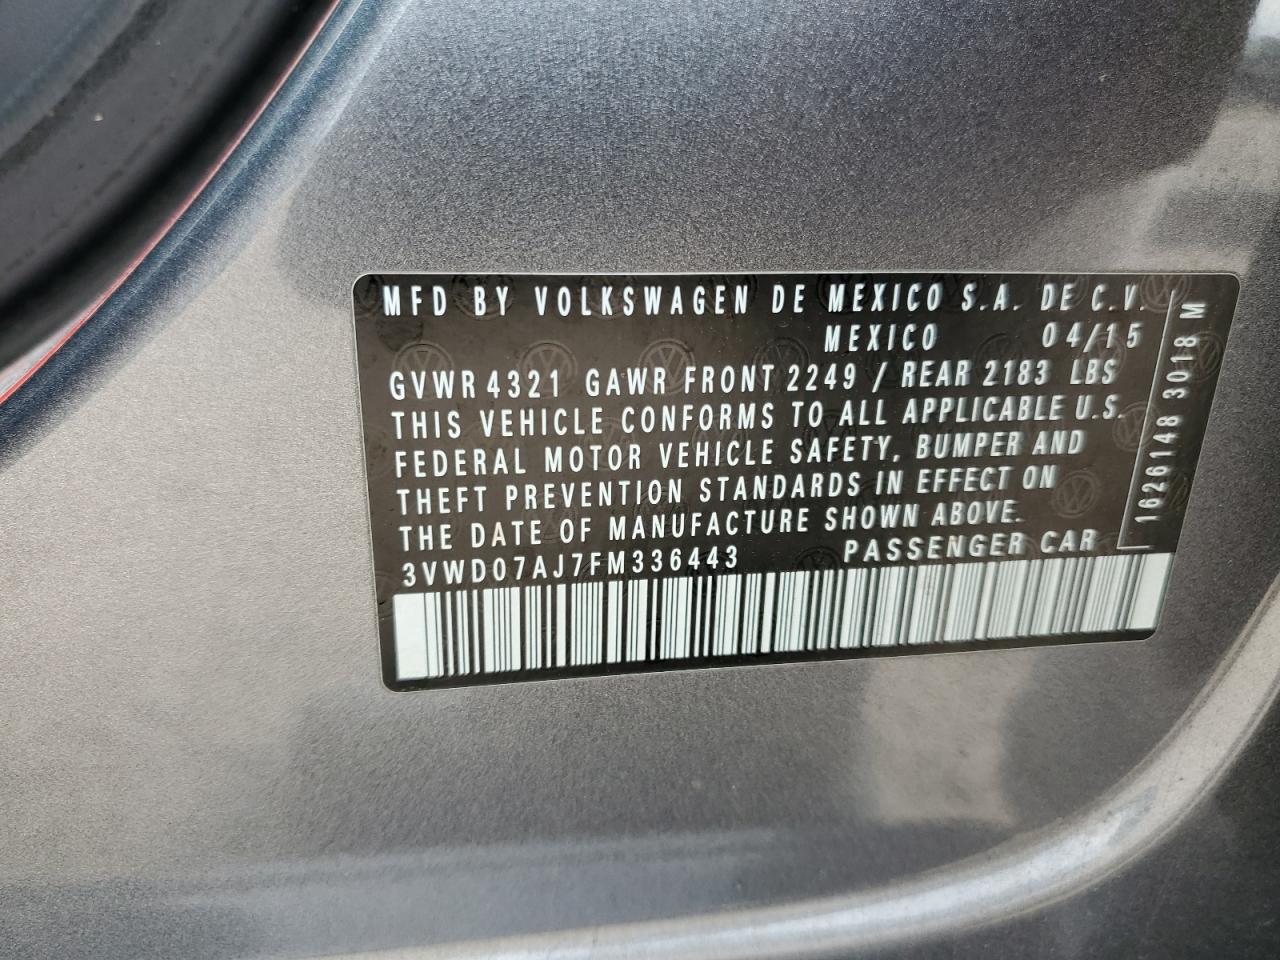 MFD BY VOLKSWAGEN DE MEXICO S.A. DE C.V.
MEXICO 04/15
GVWR 4321 GAWR FRONT 2249 / REAR 2183 LBS
THIS VEHICLE CONFORMS TO ALL APPLICABLE U.S.
FEDERAL MOTOR VEHICLE SAFETY, BUMPER AND
THEFT PREVENTION STANDARDS IN EFFECT ON
THE DATE OF MANUFACTURE SHOWN ABOVE.
3VWD07AJ7FM336443 PASSENGER CAR
1626148 3018 M